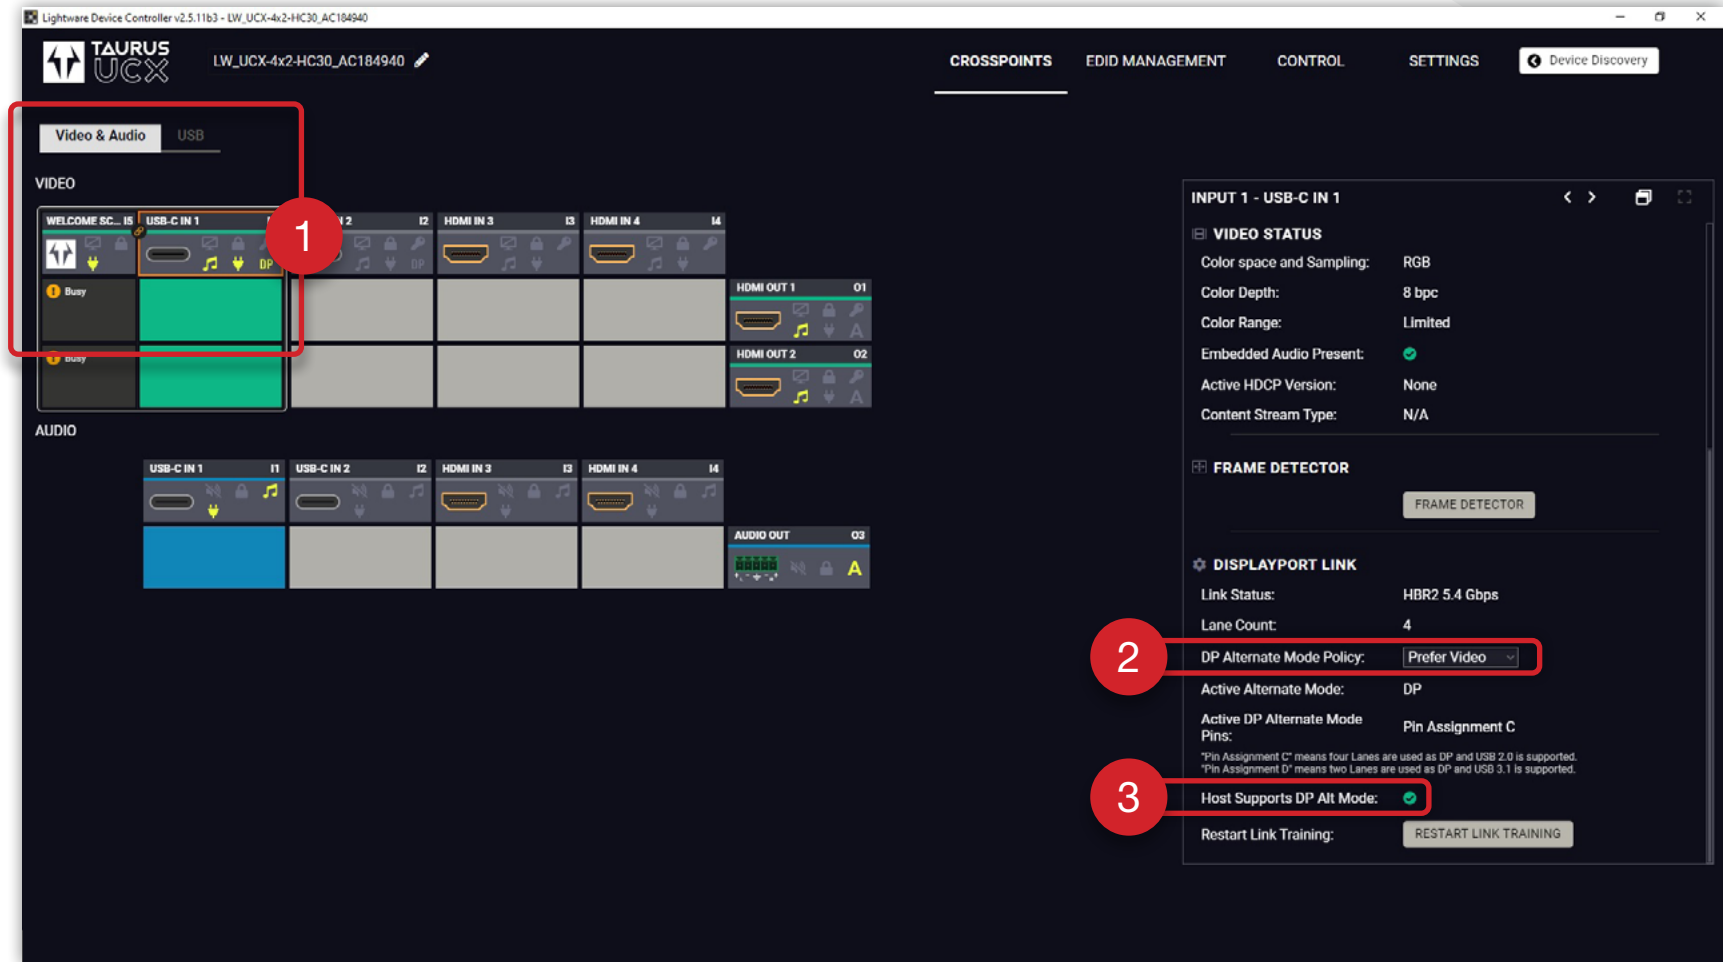 Lightware Device Controller v2.5.11b3 - LW_UCX-4x2-HC30_AC184940
TAURUS
UCX
LW_UCX-4x2-HC30_AC184940
CROSSPOINTS
EDID MANAGEMENT
CONTROL
SETTINGS
Device Discovery
Video & Audio
USB
VIDEO
WELCOME SC... I5
USB-C IN 1
1
2 I2
HDMI IN 3 I3
HDMI IN 4 I4
DP
DP
Busy
Busy
HDMI OUT 1 O1
A
HDMI OUT 2 O2
A
AUDIO
USB-C IN 1 I1
USB-C IN 2 I2
HDMI IN 3 I3
HDMI IN 4 I4
AUDIO OUT O3
A
INPUT 1 - USB-C IN 1
VIDEO STATUS
Color space and Sampling: RGB
Color Depth: 8 bpc
Color Range: Limited
Embedded Audio Present:
Active HDCP Version: None
Content Stream Type: N/A
FRAME DETECTOR
FRAME DETECTOR
DISPLAYPORT LINK
Link Status: HBR2 5.4 Gbps
Lane Count: 4
2
DP Alternate Mode Policy: Prefer Video
Active Alternate Mode: DP
Active DP Alternate Mode
Pins: Pin Assignment C
"Pin Assignment C" means four Lanes are used as DP and USB 2.0 is supported.
"Pin Assignment D" means two Lanes are used as DP and USB 3.1 is supported.
3
Host Supports DP Alt Mode:
Restart Link Training: RESTART LINK TRAINING